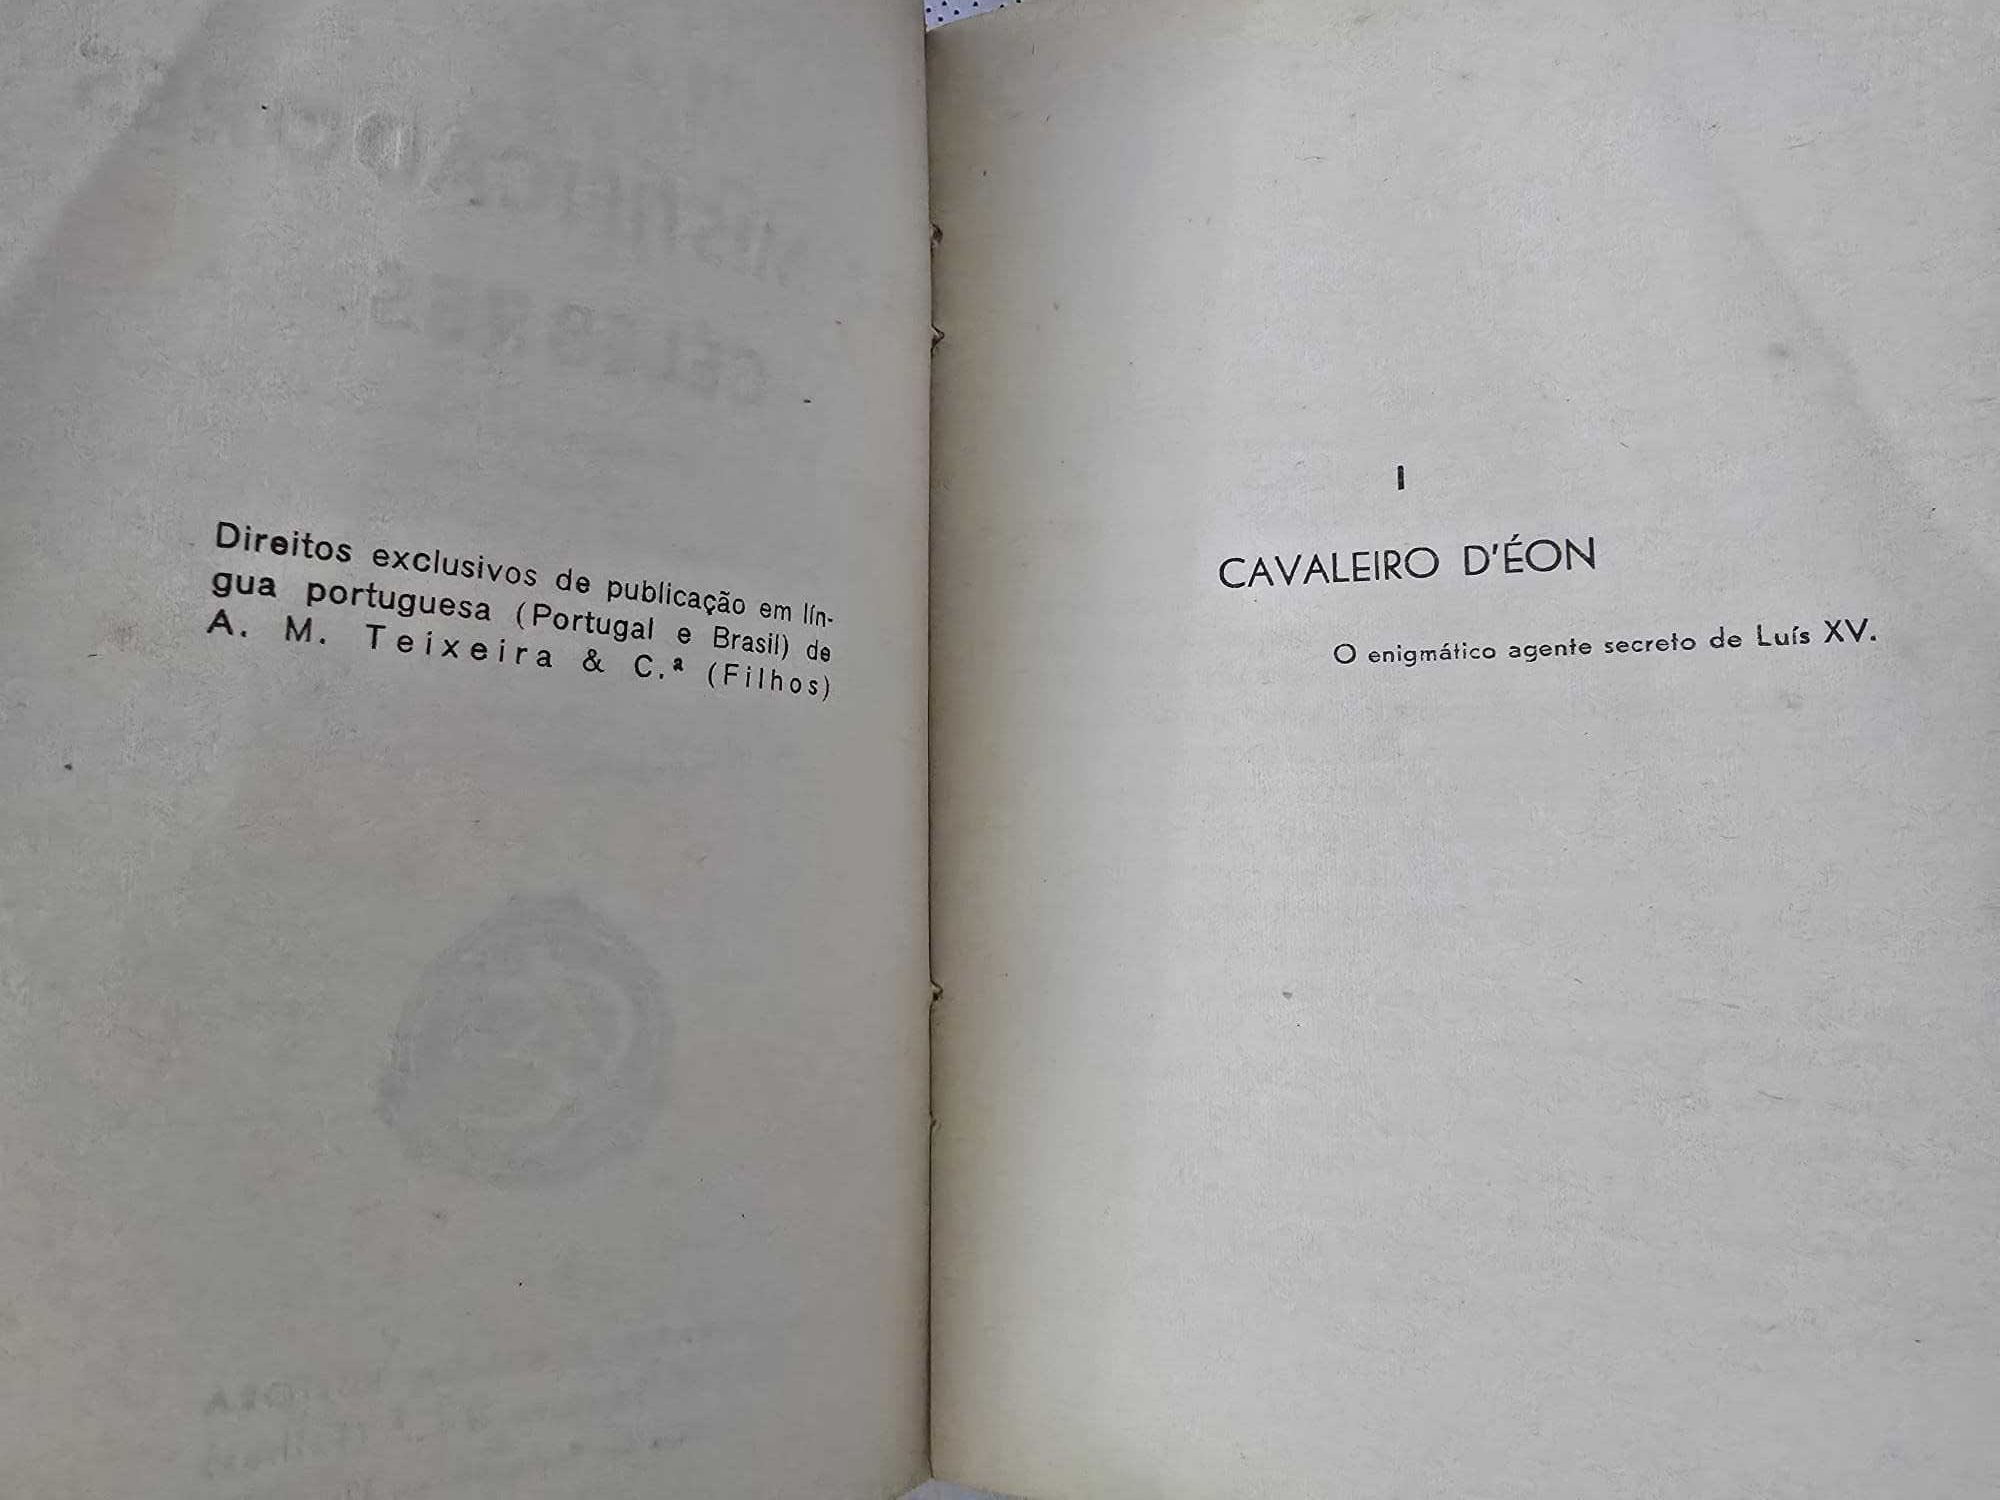 Direitos exclusivos de publicação em lín-
gua portuguesa (Portugal e Brasil) de
A. M. Teixeira & C.ª (Filhos)
I
CAVALEIRO D'ÉON
O enigmático agente secreto de Luís XV.